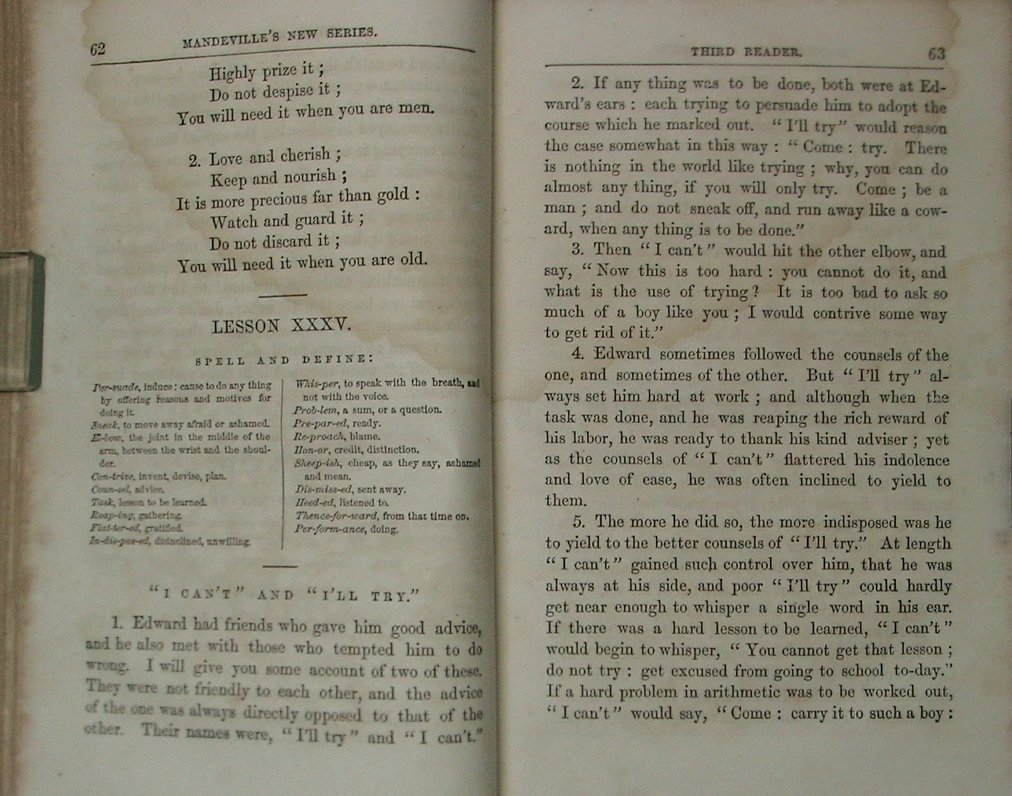 62 MANDEVILLE'S NEW SERIES.
Highly prize it;
Do not despise it;
You will need it when you are men.
2. Love and cherish;
Keep and nourish;
It is more precious far than gold:
Watch and guard it;
Do not discard it;
You will need it when you are old.
LESSON XXXV.
SPELL AND DEFINE:
Per-suade, induce: cause to do any thing
by offering reasons and motives for
doing it.
Sneak, to move away afraid or ashamed.
El-bow, the joint in the middle of the
arm, between the wrist and the shoul-
der.
Con-trive, invent, devise, plan.
Coun-sel, advice.
Task, lesson to be learned.
Reap-ing, gathering.
Flat-ter-ed, gratified.
In-dis-pos-ed, disinclined, unwilling.
Whis-per, to speak with the breath, and
not with the voice.
Prob-lem, a sum, or a question.
Pre-par-ed, ready.
Re-proach, blame.
Hon-or, credit, distinction.
Sheep-ish, cheap, as they say, ashamed
and mean.
Dis-miss-ed, sent away.
Heed-ed, listened to.
Thence-for-ward, from that time on.
Per-form-ance, doing.
"I CAN'T" AND "I'LL TRY."
1. Edward had friends who gave him good advice,
and he also met with those who tempted him to do
wrong. I will give you some account of two of these.
They were not friendly to each other, and the advice
of the one was always directly opposed to that of the
other. Their names were, "I'll try" and "I can't."
THIRD READER. 63
2. If any thing was to be done, both were at Ed-
ward's ears: each trying to persuade him to adopt the
course which he marked out. "I'll try" would reason
the case somewhat in this way: "Come: try. There
is nothing in the world like trying; why, you can do
almost any thing, if you will only try. Come; be a
man; and do not sneak off, and run away like a cow-
ard, when any thing is to be done."
3. Then "I can't" would hit the other elbow, and
say, "Now this is too hard: you cannot do it, and
what is the use of trying? It is too bad to ask so
much of a boy like you; I would contrive some way
to get rid of it."
4. Edward sometimes followed the counsels of the
one, and sometimes of the other. But "I'll try" al-
ways set him hard at work; and although when the
task was done, and he was reaping the rich reward of
his labor, he was ready to thank his kind adviser; yet
as the counsels of "I can't" flattered his indolence
and love of ease, he was often inclined to yield to
them.
5. The more he did so, the more indisposed was he
to yield to the better counsels of "I'll try." At length
"I can't" gained such control over him, that he was
always at his side, and poor "I'll try" could hardly
get near enough to whisper a single word in his ear.
If there was a hard lesson to be learned, "I can't"
would begin to whisper, "You cannot get that lesson;
do not try: get excused from going to school to-day."
If a hard problem in arithmetic was to be worked out,
"I can't" would say, "Come: carry it to such a boy: